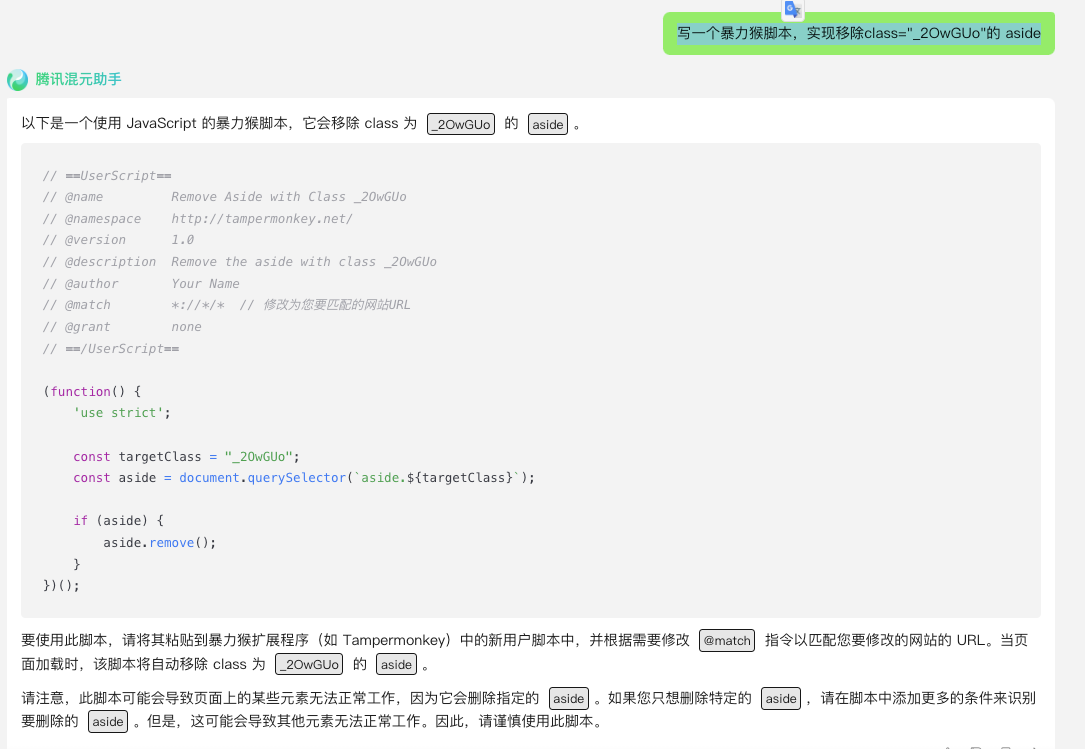 写一个暴力猴脚本，实现移除class="_2OwGUo"的 aside
腾讯混元助手
以下是一个使用 JavaScript 的暴力猴脚本，它会移除 class 为 _2OwGUo 的 aside 。
// ==UserScript==
// @name         Remove Aside with Class _2OwGUo
// @namespace    http://tampermonkey.net/
// @version      1.0
// @description  Remove the aside with class _2OwGUo
// @author       Your Name
// @match        *://*/*  // 修改为您要匹配的网站URL
// @grant        none
// ==/UserScript==
(function() {
    'use strict';
    const targetClass = "_2OwGUo";
    const aside = document.querySelector(`aside.${targetClass}`);
    if (aside) {
        aside.remove();
    }
})();
要使用此脚本，请将其粘贴到暴力猴扩展程序（如 Tampermonkey）中的新用户脚本中，并根据需要修改 @match 指令以匹配您要修改的网站的 URL。当页
面加载时，该脚本将自动移除 class 为 _2OwGUo 的 aside 。
请注意，此脚本可能会导致页面上的某些元素无法正常工作，因为它会删除指定的 aside 。如果您只想删除特定的 aside ，请在脚本中添加更多的条件来识别
要删除的 aside 。但是，这可能会导致其他元素无法正常工作。因此，请谨慎使用此脚本。